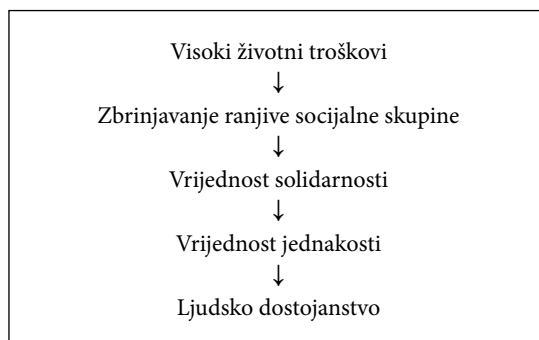 Visoki životni troškovi
↓
Zbrinjavanje ranjive socijalne skupine
↓
Vrijednost solidarnosti
↓
Vrijednost jednakosti
↓
Ljudsko dostojanstvo